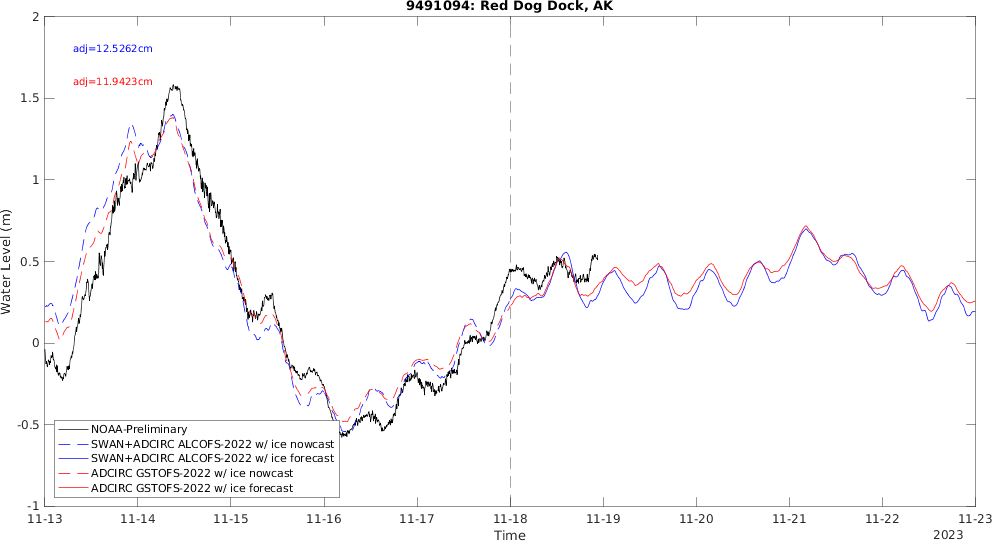 9491094: Red Dog Dock, AK
adj=12.5262cm
adj=11.9423cm
Water Level (m)
2
1.5
1
0.5
0
-0.5
-1
NOAA-Preliminary
SWAN+ADCIRC ALCOFS-2022 w/ ice nowcast
SWAN+ADCIRC ALCOFS-2022 w/ ice forecast
ADCIRC GSTOFS-2022 w/ ice nowcast
ADCIRC GSTOFS-2022 w/ ice forecast
11-13 11-14 11-15 11-16 11-17 11-18 11-19 11-20 11-21 11-22 11-23
Time
2023